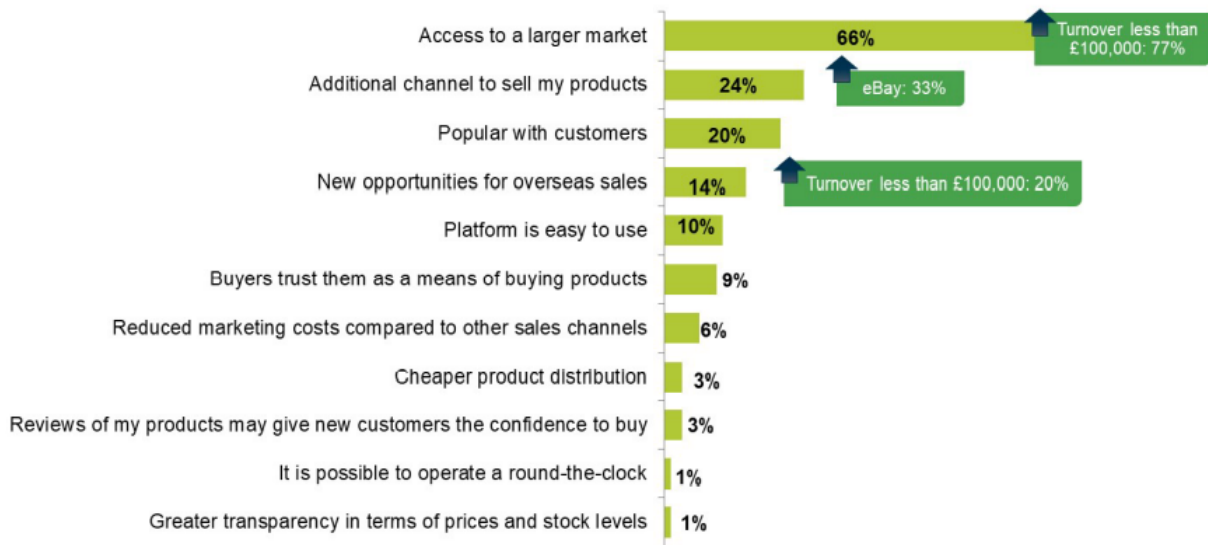 Access to a larger market
66%
Turnover less than
£100,000: 77%
Additional channel to sell my products
24%
eBay: 33%
Popular with customers
20%
New opportunities for overseas sales
14%
Turnover less than £100,000: 20%
Platform is easy to use
10%
Buyers trust them as a means of buying products
9%
Reduced marketing costs compared to other sales channels
6%
Cheaper product distribution
3%
Reviews of my products may give new customers the confidence to buy
3%
It is possible to operate a round-the-clock
1%
Greater transparency in terms of prices and stock levels
1%